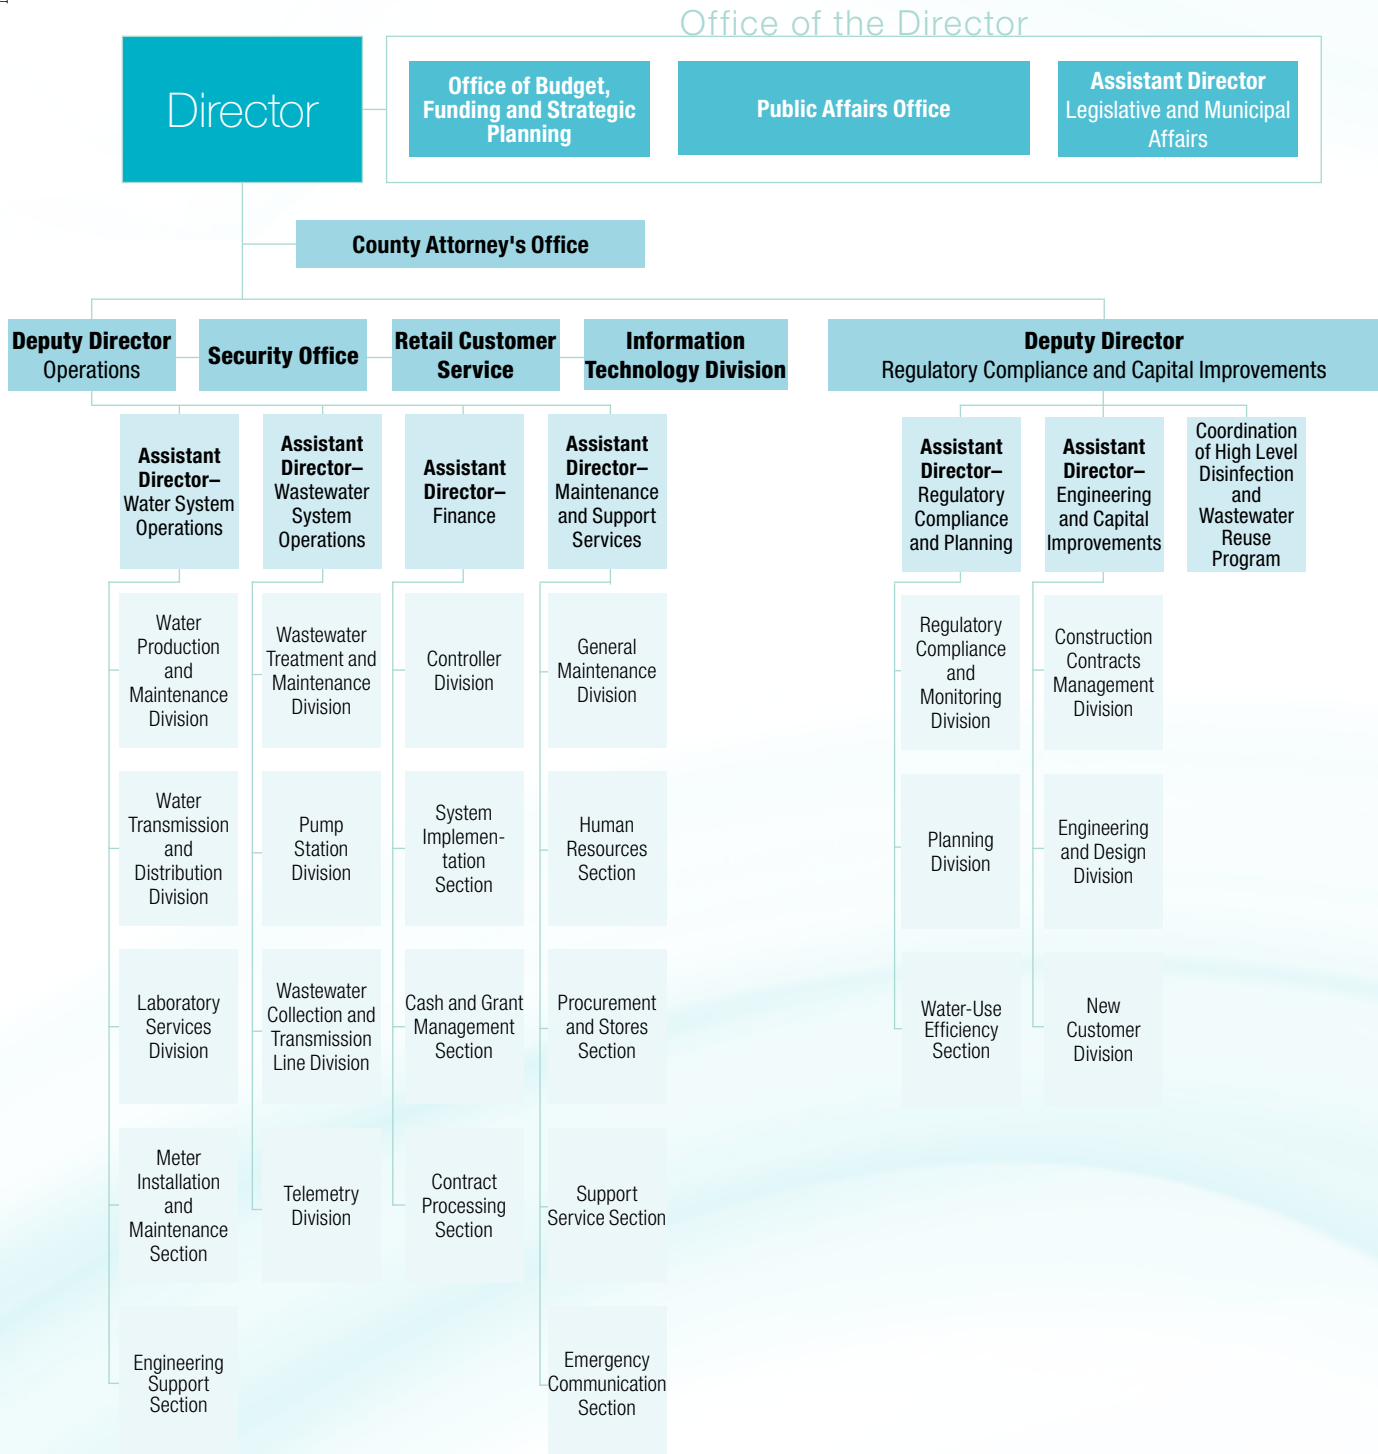 Office of the Director
Director
Office of Budget,
Funding and Strategic
Planning
Public Affairs Office
Assistant Director
Legislative and Municipal
Affairs
County Attorney's Office
Deputy Director
Operations
Security Office
Retail Customer
Service
Information
Technology Division
Deputy Director
Regulatory Compliance and Capital Improvements
Assistant
Director–
Water System
Operations
Assistant
Director–
Wastewater
System
Operations
Assistant
Director–
Finance
Assistant
Director–
Maintenance
and Support
Services
Assistant
Director–
Regulatory
Compliance
and Planning
Assistant
Director–
Engineering
and Capital
Improvements
Coordination
of High Level
Disinfection
and
Wastewater
Reuse
Program
Water
Production
and
Maintenance
Division
Wastewater
Treatment and
Maintenance
Division
Controller
Division
General
Maintenance
Division
Regulatory
Compliance
and
Monitoring
Division
Construction
Contracts
Management
Division
Water
Transmission
and
Distribution
Division
Pump
Station
Division
System
Implemen-
tation
Section
Human
Resources
Section
Planning
Division
Engineering
and Design
Division
Laboratory
Services
Division
Wastewater
Collection and
Transmission
Line Division
Cash and Grant
Management
Section
Procurement
and Stores
Section
Water-Use
Efficiency
Section
New
Customer
Division
Meter
Installation
and
Maintenance
Section
Telemetry
Division
Contract
Processing
Section
Support
Service Section
Engineering
Support
Section
Emergency
Communication
Section